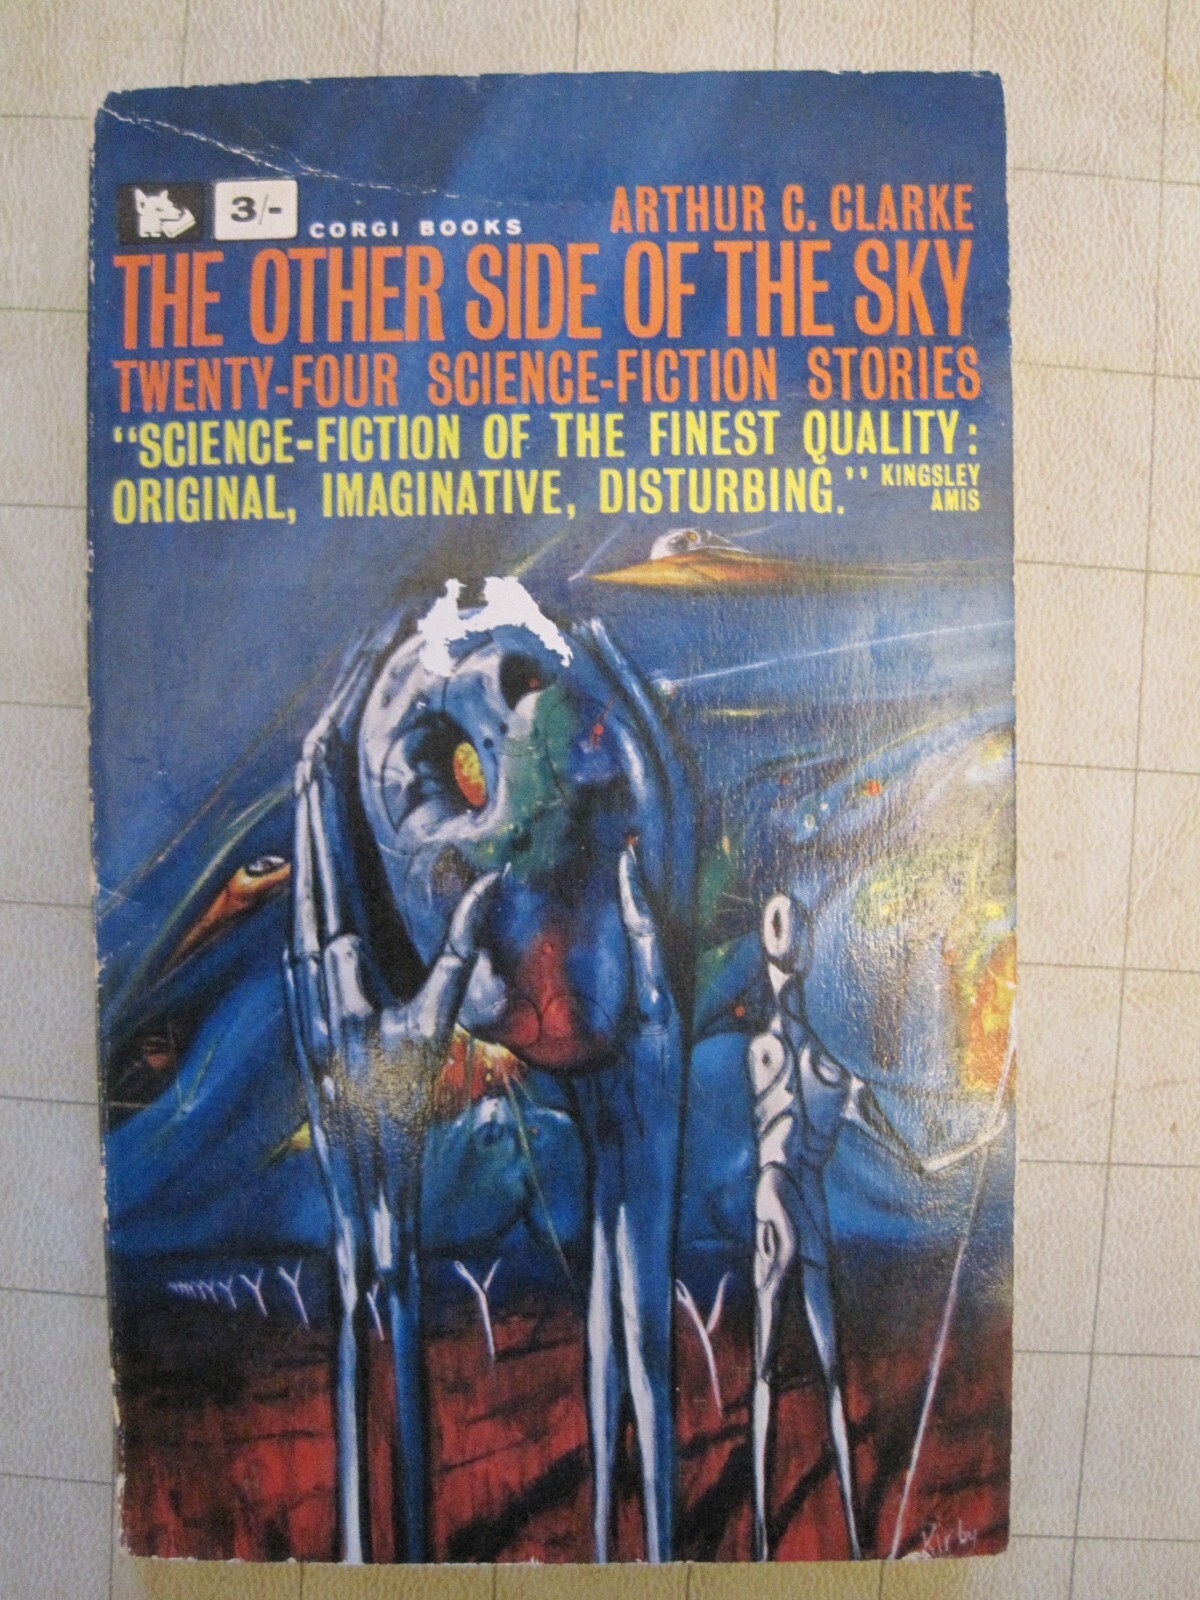 3/-
CORGI BOOKS
ARTHUR C. CLARKE
THE OTHER SIDE OF THE SKY
TWENTY-FOUR SCIENCE-FICTION STORIES
“SCIENCE-FICTION OF THE FINEST QUALITY:
ORIGINAL, IMAGINATIVE, DISTURBING.”
KINGSLEY
AMIS
Kirby